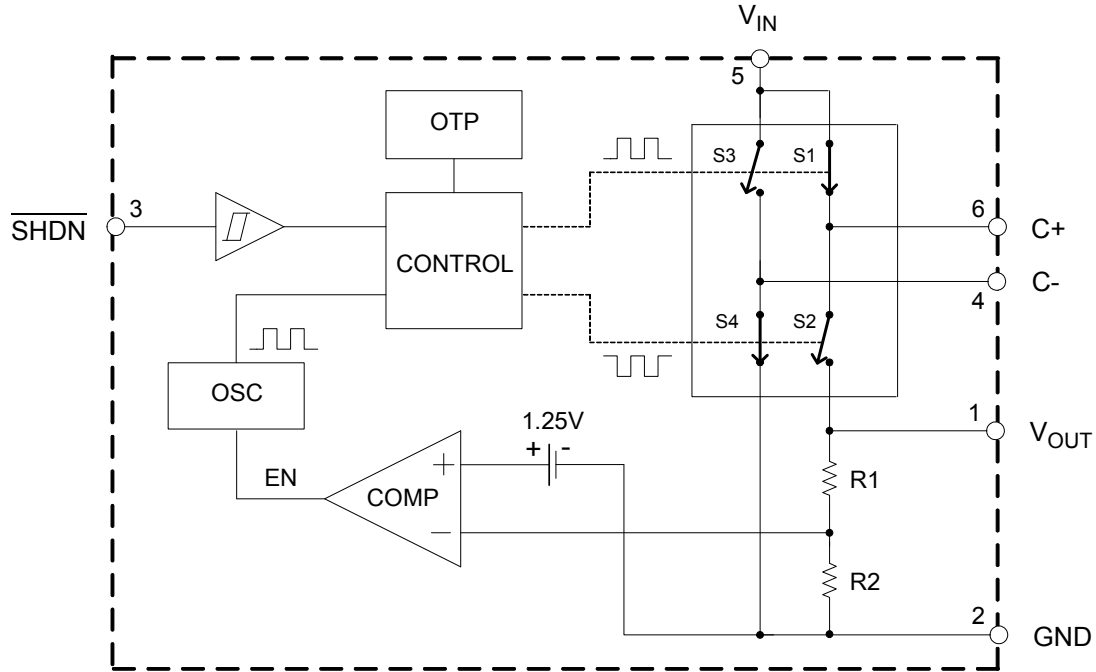 V_IN
5
OTP
S3
S1
3
SHDN
CONTROL
6
C+
C-
4
S4
S2
OSC
1.25V
+ -
1
V_OUT
EN
+
COMP
−
R1
R2
2
GND